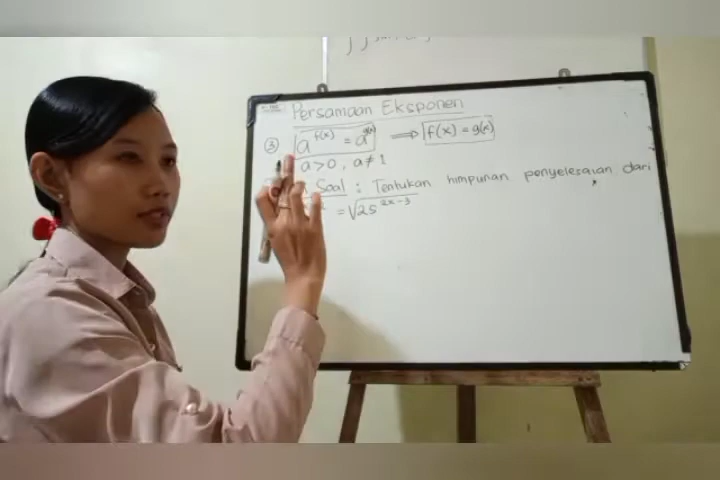 Persamaan Eksponen
③ a^f(x) = a^g(x) ⟹ f(x) = g(x)
a > 0, a ≠ 1
Soal : Tentukan himpunan penyelesaian dari
= √25^2x-3